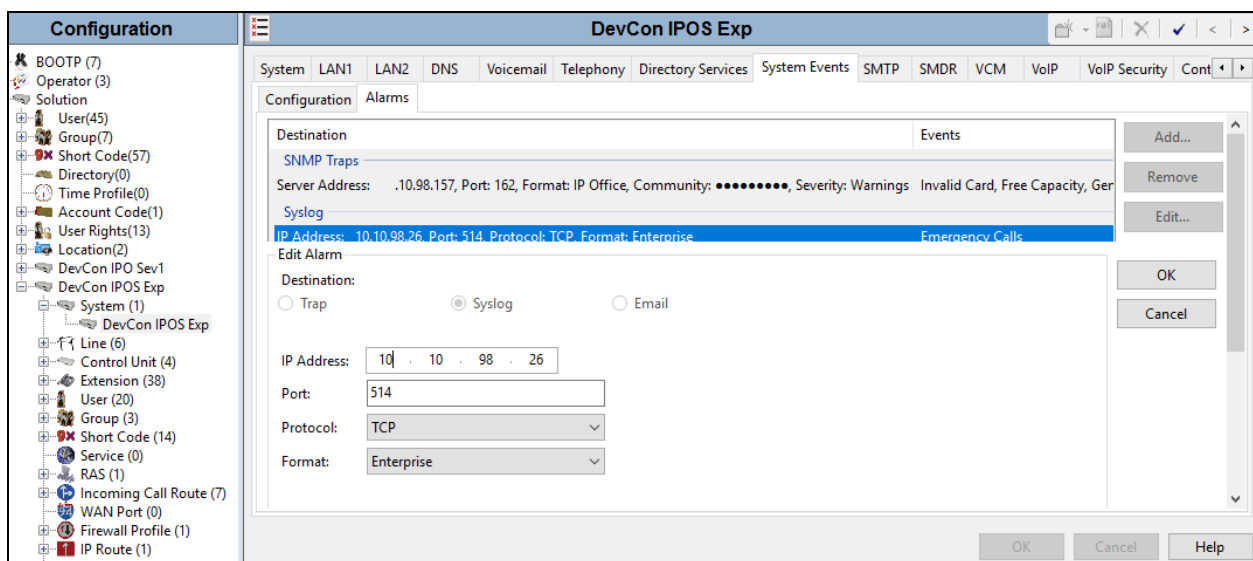 Configuration
DevCon IPOS Exp
BOOTP (7)
Operator (3)
Solution
User(45)
Group(7)
Short Code(57)
Directory(0)
Time Profile(0)
Account Code(1)
User Rights(13)
Location(2)
DevCon IPO Sev1
DevCon IPOS Exp
System (1)
DevCon IPOS Exp
Line (6)
Control Unit (4)
Extension (38)
User (20)
Group (3)
Short Code (14)
Service (0)
RAS (1)
Incoming Call Route (7)
WAN Port (0)
Firewall Profile (1)
IP Route (1)
System LAN1 LAN2 DNS Voicemail Telephony Directory Services System Events SMTP SMDR VCM VoIP VoIP Security Cont
Configuration Alarms
Destination Events
SNMP Traps
Server Address: .10.98.157, Port: 162, Format: IP Office, Community: ●●●●●●●●●, Severity: Warnings Invalid Card, Free Capacity, Ger
Syslog
IP Address: 10.10.98.26, Port: 514, Protocol: TCP, Format: Enterprise Emergency Calls
Add...
Remove
Edit...
Edit Alarm
Destination:
Trap Syslog Email
OK
Cancel
IP Address: 10 . 10 . 98 . 26
Port: 514
Protocol: TCP
Format: Enterprise
OK Cancel Help